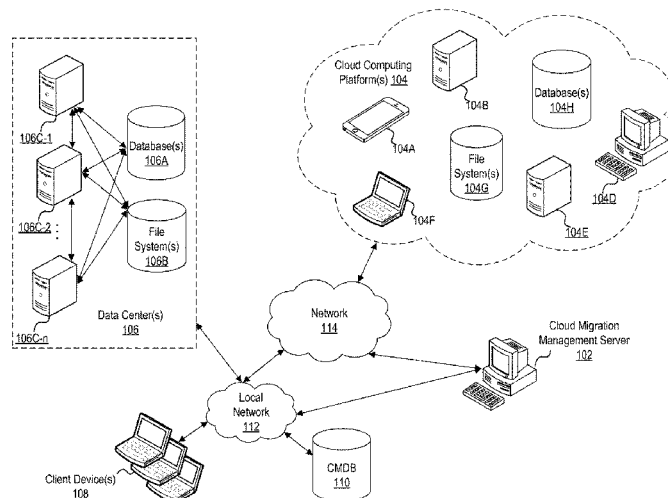 106C-1
106C-2
106C-n
Database(s)
106A
File
System(s)
106B
Data Center(s)
106
Cloud Computing
Platform(s) 104
104A
104B
Database(s)
104H
File
System(s)
104G
104D
104E
104F
Network
114
Cloud Migration
Management Server
102
Local
Network
112
Client Device(s)
108
CMDB
110